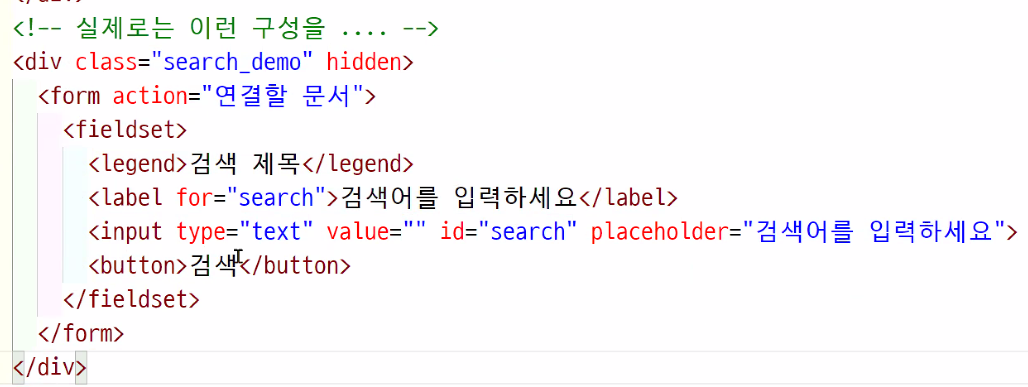 </div>
<!-- 실제로는 이런 구성을 .... -->
<div class="search_demo" hidden>
<form action="연결할 문서">
<fieldset>
<legend>검색 제목</legend>
<label for="search">검색어를 입력하세요</label>
<input type="text" value="" id="search" placeholder="검색어를 입력하세요">
<button>검색</button>
</fieldset>
</form>
</div>